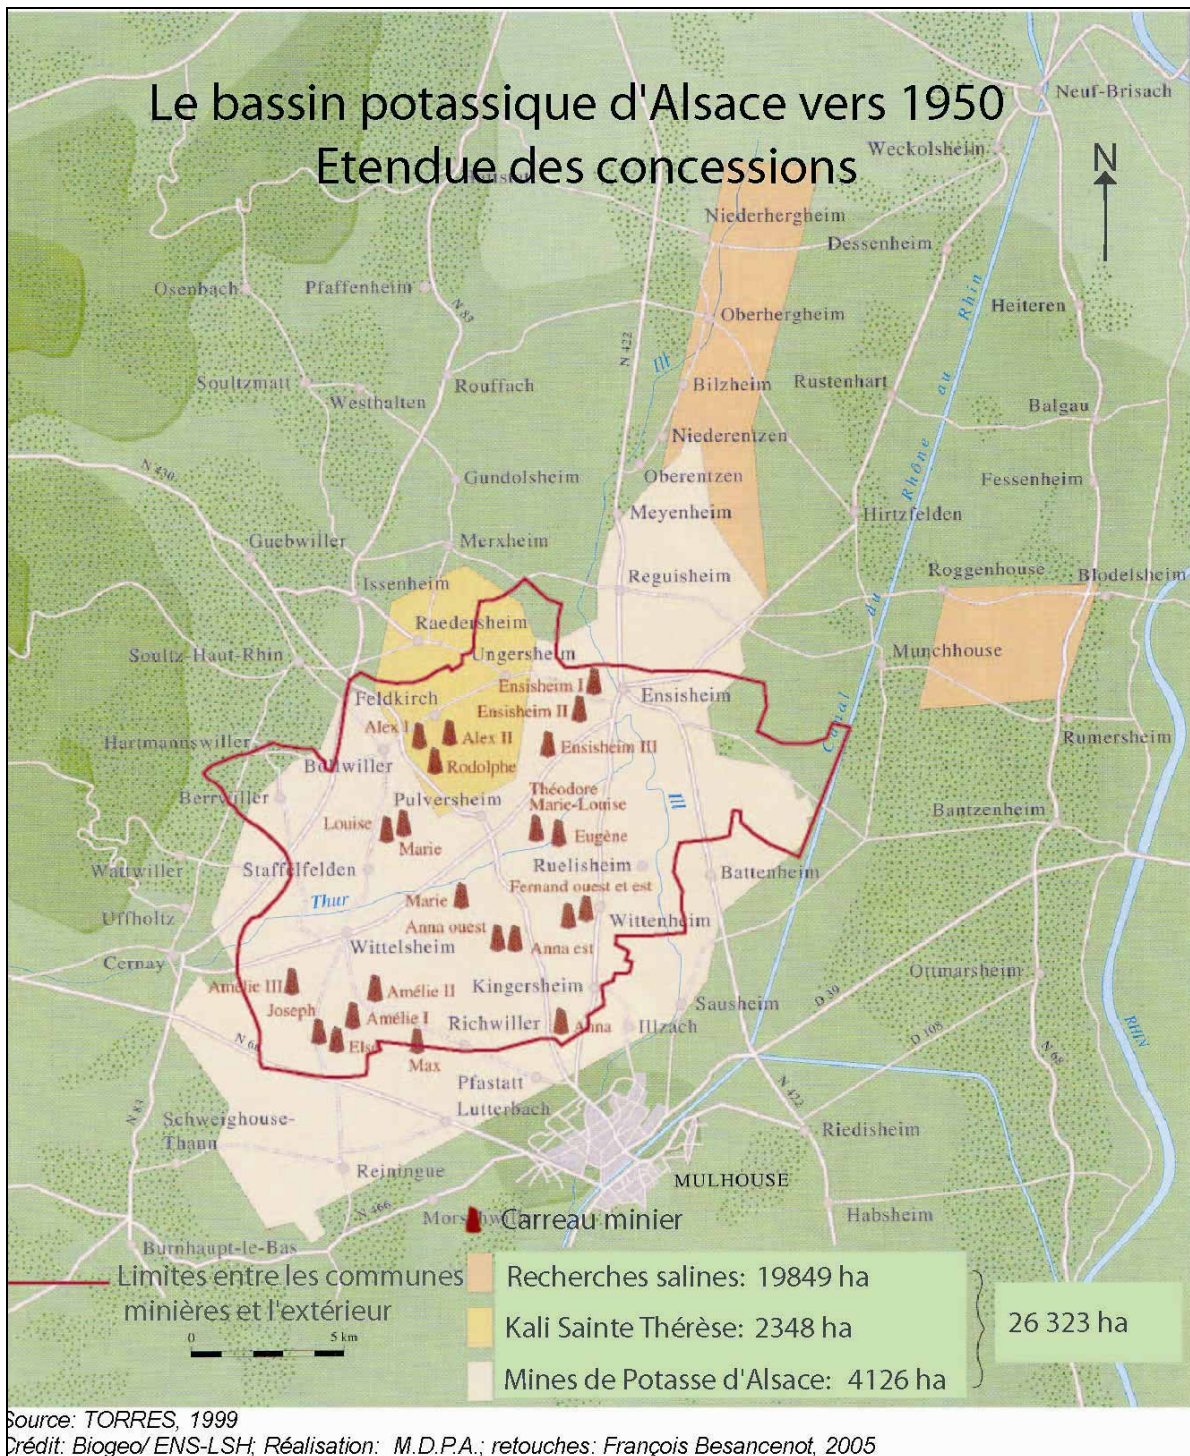 Le bassin potassique d'Alsace vers 1950
Etendue des concessions
N
Neuf-Brisach
Weckolsheim
Niederhergheim
Dessenheim
Osenbach
Pfaffenheim
N 83
Rhin
Heiteren
Oberhergheim
N 422
Ill
Soultzmatt
Rouffach
Bilzheim
Rustenhart
au
Westhalten
Balgau
Niederentzen
Rhône
N 430
Gundolsheim
Oberentzen
Fessenheim
Meyenheim
Hirtzfelden
Guebwiller
Merxheim
Issenheim
Reguisheim
Roggenhouse
Blodelsheim
du
Raedersheim
Soultz-Haut-Rhin
Ungersheim
Munchhouse
Ensisheim I
Ensisheim
Feldkirch
Ensisheim II
Canal
Alex I
Alex II
Ensisheim III
Hartmannswiller
Rumersheim
Bollwiller
Rodolphe
Théodore
Marie-Louise
Berrwiller
Pulversheim
Ill
Bantzenheim
Louise
Marie
Eugène
Wattwiller
Staffelfelden
Ruelisheim
Battenheim
Fernand ouest et est
Thur
Marie
Uffholtz
Anna ouest
Wittenheim
Wittelsheim
Anna est
Cernay
Ottmarsheim
Amélie III
Amélie II
Kingersheim
Sausheim
D 39
Joseph
Amélie I
Richwiller
Anna
Illzach
D 108
RHIN
N 66
Else
Max
N 68
Pfastatt
N 422
N 83
Lutterbach
Schweighouse-
Thann
Riedisheim
Reiningue
MULHOUSE
N 466
Habsheim
Carreau minier
Burnhaupt-le-Bas
Limites entre les communes
minières et l'extérieur
0 5 km
Recherches salines: 19849 ha
Kali Sainte Thérèse: 2348 ha
Mines de Potasse d'Alsace: 4126 ha
26 323 ha
Source: TORRES, 1999
Crédit: Biogeo/ ENS-LSH; Réalisation: M.D.P.A.; retouches: François Besancenot, 2005